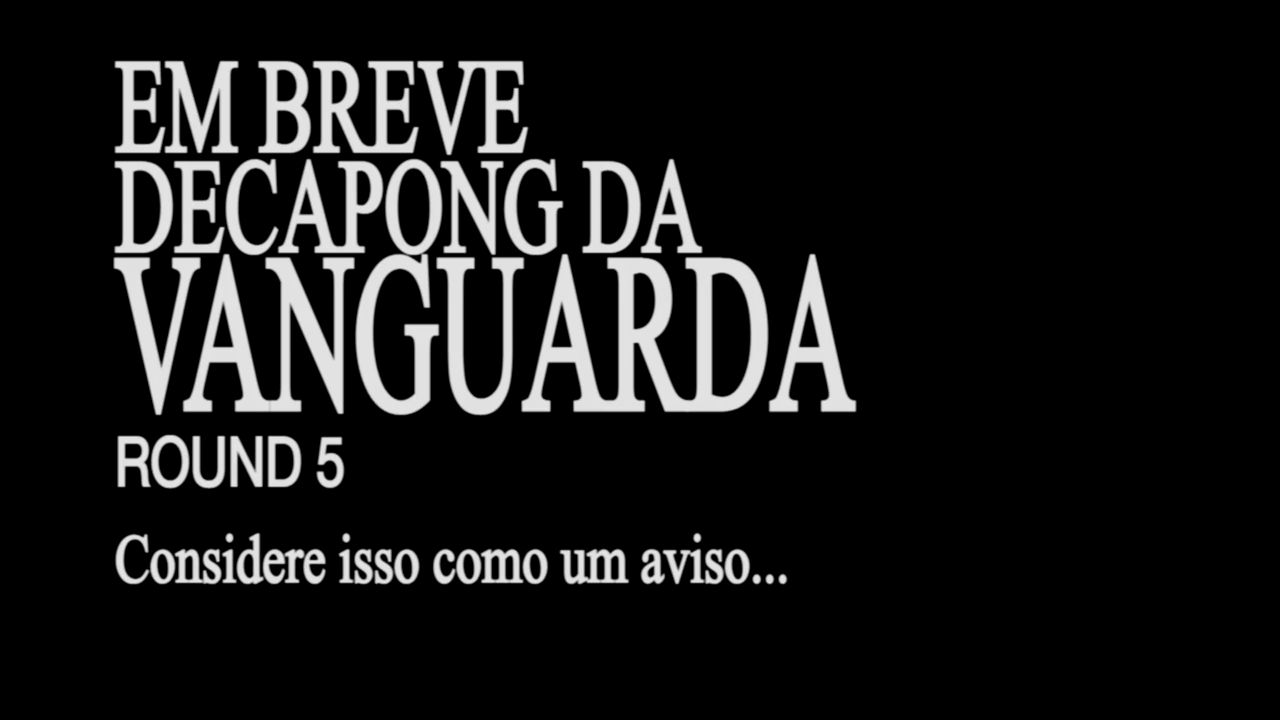 EM BREVE
DECAPONG DA
VANGUARDA
ROUND 5
Considere isso como um aviso...